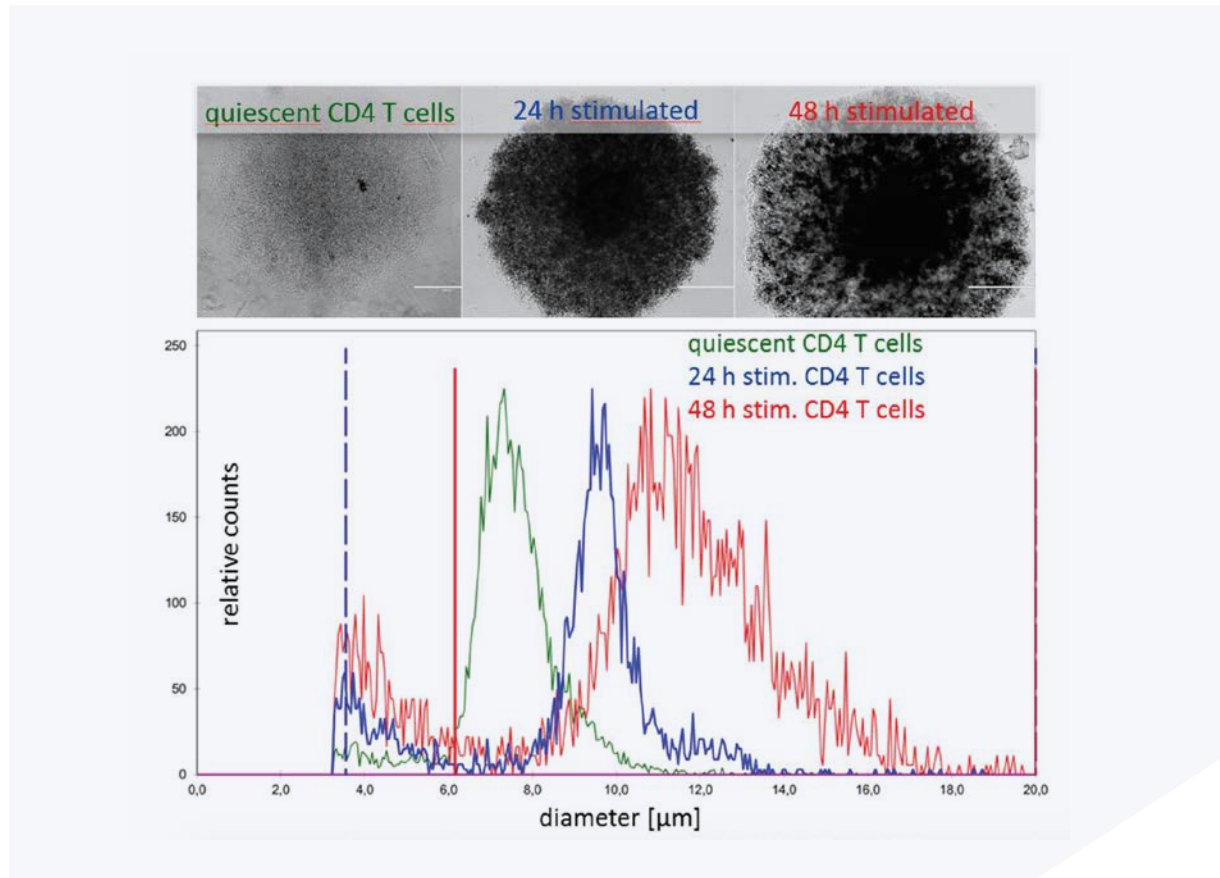 quiescent CD4 T cells
24 h stimulated
48 h stimulated
quiescent CD4 T cells
24 h stim. CD4 T cells
48 h stim. CD4 T cells
250
200
150
100
50
0
relative counts
0,0
2,0
4,0
6,0
8,0
10,0
12,0
14,0
16,0
18,0
20,0
diameter [µm]